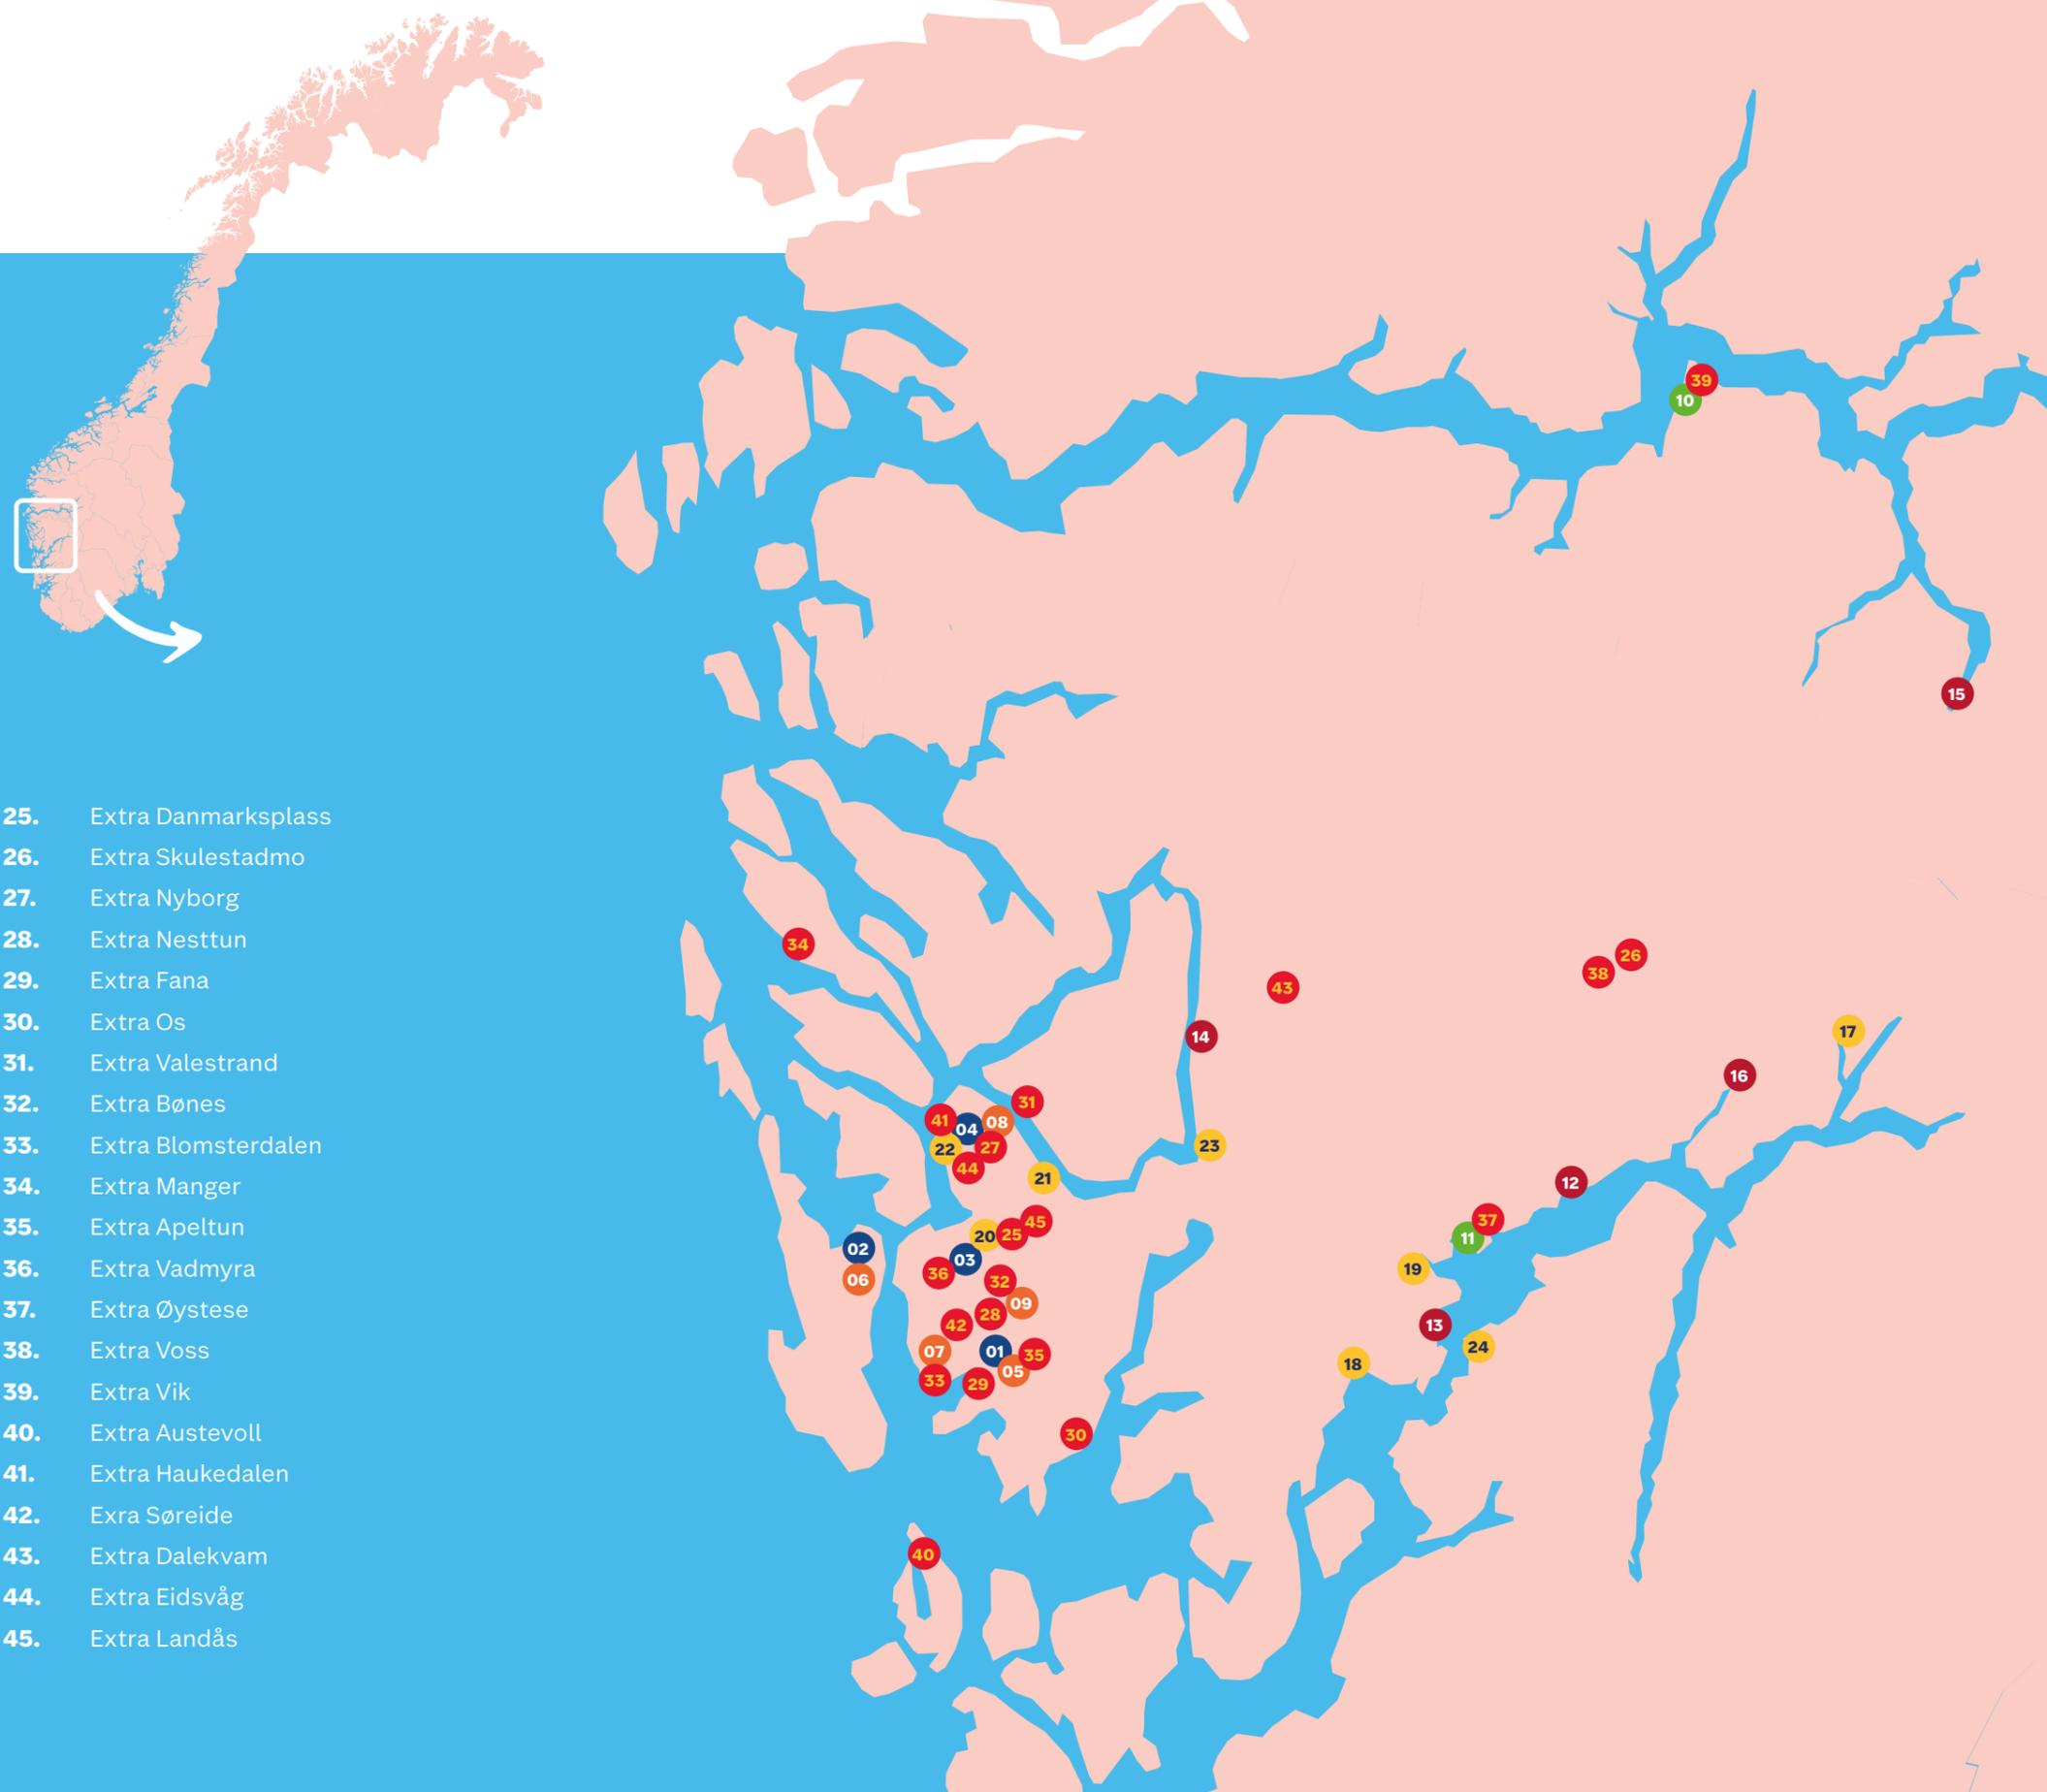 25. Extra Danmarksplass
26. Extra Skulestadmo
27. Extra Nyborg
28. Extra Nesttun
29. Extra Fana
30. Extra Os
31. Extra Valestrand
32. Extra Bønes
33. Extra Blomsterdalen
34. Extra Manger
35. Extra Apeltun
36. Extra Vadmyra
37. Extra Øystese
38. Extra Voss
39. Extra Vik
40. Extra Austevoll
41. Extra Haukedalen
42. Exra Søreide
43. Extra Dalekvam
44. Extra Eidsvåg
45. Extra Landås
39
10
15
34
26
38
43
17
14
16
31
41
04
08
22
27
23
44
21
12
45
37
20
25
11
02
03
19
36
06
32
09
28
42
13
24
07
01
35
18
05
33
29
30
40